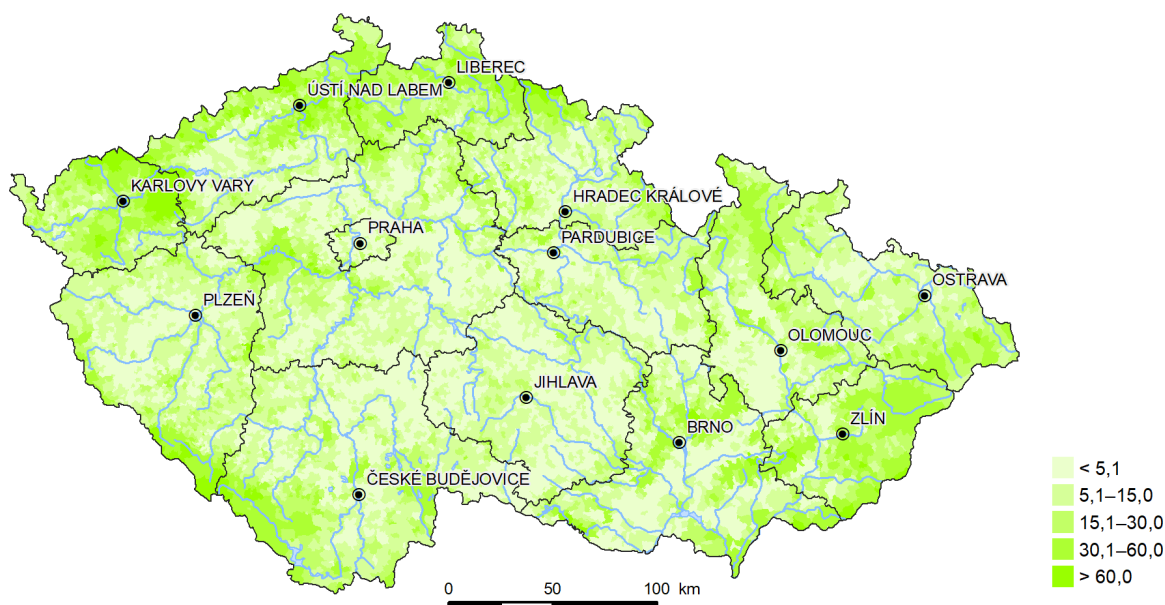 LIBEREC
ÚSTÍ NAD LABEM
KARLOVY VARY
HRADEC KRÁLOVÉ
PRAHA
PARDUBICE
OSTRAVA
PLZEŇ
OLOMOUC
JIHLAVA
ZLÍN
BRNO
ČESKÉ BUDĚJOVICE
< 5,1
5,1–15,0
15,1–30,0
30,1–60,0
> 60,0
0 50 100 km